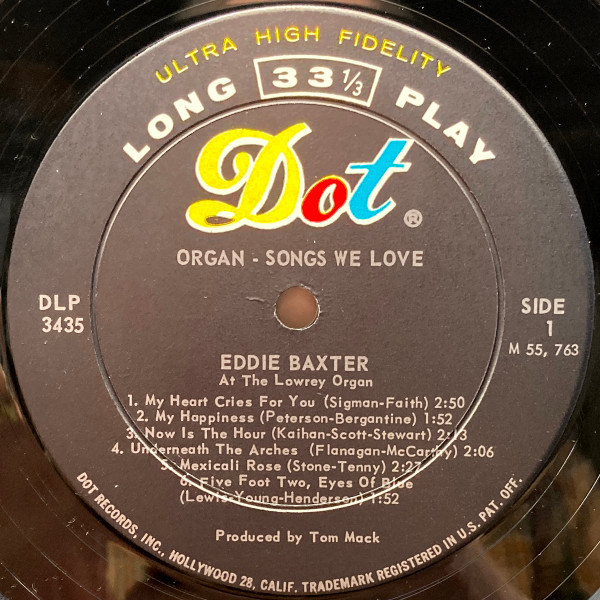 ULTRA HIGH FIDELITY
LONG 33 1/3 PLAY
Dot®
ORGAN - SONGS WE LOVE
DLP
3435
SIDE
1
M 55, 763
EDDIE BAXTER
At The Lowrey Organ
1. My Heart Cries For You (Sigman-Faith) 2:50
2. My Happiness (Peterson-Bergantine) 1:52
3. Now Is The Hour (Kaihan-Scott-Stewart) 2:13
4. Underneath The Arches (Flanagan-McCarthy) 2:06
5. Mexicali Rose (Stone-Tenny) 2:27
6. Five Foot Two, Eyes Of Blue
(Lewis-Young-Henderson) 1:52
Produced by Tom Mack
DOT RECORDS, INC., HOLLYWOOD 28, CALIF. TRADEMARK REGISTERED IN U.S. PAT. OFF.